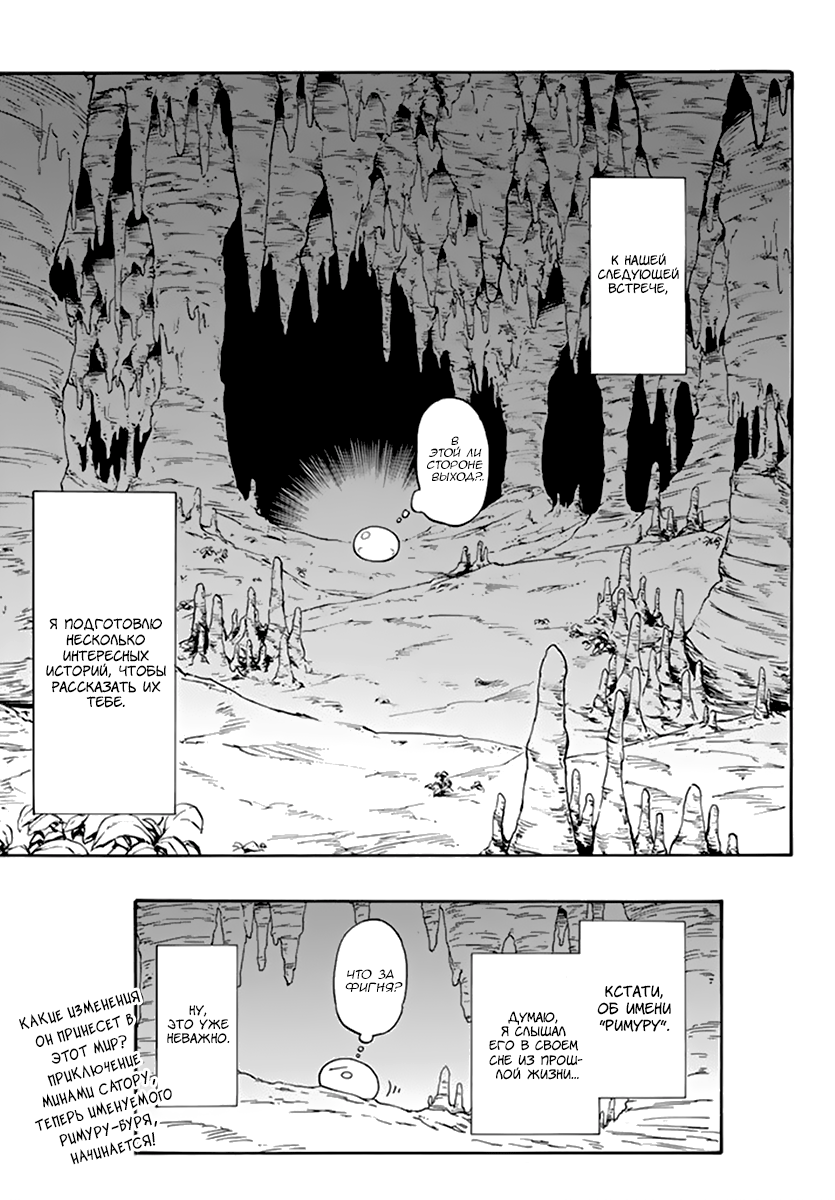 К НАШЕЙ
СЛЕДУЮЩЕЙ
ВСТРЕЧЕ,
В
ЭТОЙ ЛИ
СТОРОНЕ
ВЫХОД?..
Я ПОДГОТОВЛЮ
НЕСКОЛЬКО
ИНТЕРЕСНЫХ
ИСТОРИЙ, ЧТОБЫ
РАССКАЗАТЬ ИХ
ТЕБЕ.
КСТАТИ,
ОБ ИМЕНИ
"РИМУРУ".
ДУМАЮ,
Я СЛЫШАЛ
ЕГО В СВОЕМ
СНЕ ИЗ ПРОШ-
ЛОЙ ЖИЗНИ...
ЧТО ЗА
ФИГНЯ?
НУ,
ЭТО УЖЕ
НЕВАЖНО.
КАКИЕ ИЗМЕНЕНИЯ
ОН ПРИНЕСЕТ В
ЭТОТ МИР?
ПРИКЛЮЧЕНИЕ
МИНАМИ САТОРУ,
ТЕПЕРЬ ИМЕНУЕМОГО
РИМУРУ-БУРЯ,
НАЧИНАЕТСЯ!